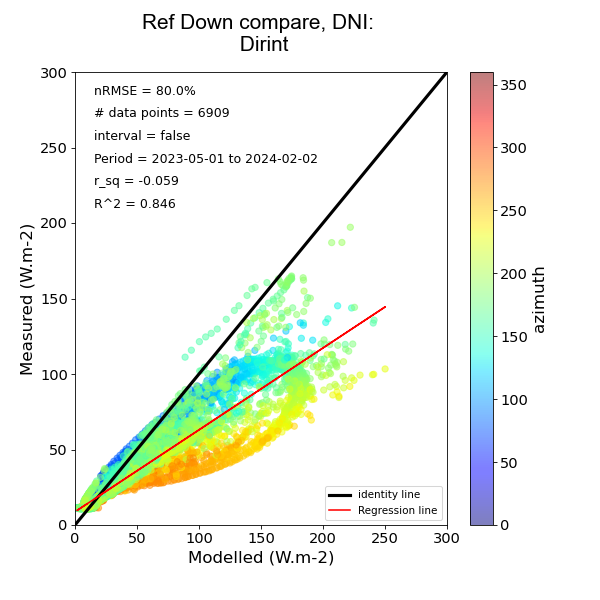 Ref Down compare, DNI:
Dirint
nRMSE = 80.0%
# data points = 6909
interval = false
Period = 2023-05-01 to 2024-02-02
r_sq = -0.059
R^2 = 0.846
300
250
200
150
100
50
0
Measured (W.m-2)
0 50 100 150 200 250 300
Modelled (W.m-2)
identity line
Regression line
350
300
250
200
150
100
50
0
azimuth